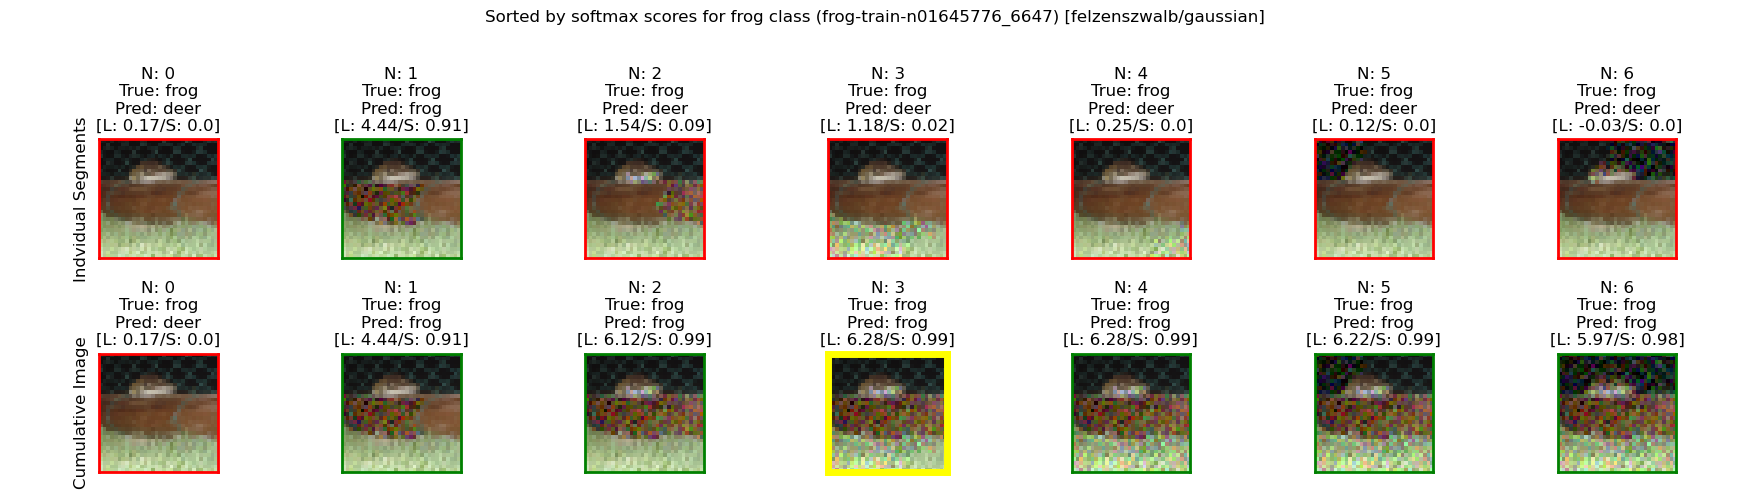 Sorted by softmax scores for frog class (frog-train-n01645776_6647) [felzenszwalb/gaussian]
N: 0
True: frog
Pred: deer
[L: 0.17/S: 0.0]
N: 1
True: frog
Pred: frog
[L: 4.44/S: 0.91]
N: 2
True: frog
Pred: deer
[L: 1.54/S: 0.09]
N: 3
True: frog
Pred: deer
[L: 1.18/S: 0.02]
N: 4
True: frog
Pred: deer
[L: 0.25/S: 0.0]
N: 5
True: frog
Pred: deer
[L: 0.12/S: 0.0]
N: 6
True: frog
Pred: deer
[L: -0.03/S: 0.0]
Indvidual Segments
N: 0
True: frog
Pred: deer
[L: 0.17/S: 0.0]
N: 1
True: frog
Pred: frog
[L: 4.44/S: 0.91]
N: 2
True: frog
Pred: frog
[L: 6.12/S: 0.99]
N: 3
True: frog
Pred: frog
[L: 6.28/S: 0.99]
N: 4
True: frog
Pred: frog
[L: 6.28/S: 0.99]
N: 5
True: frog
Pred: frog
[L: 6.22/S: 0.99]
N: 6
True: frog
Pred: frog
[L: 5.97/S: 0.98]
Cumulative Image